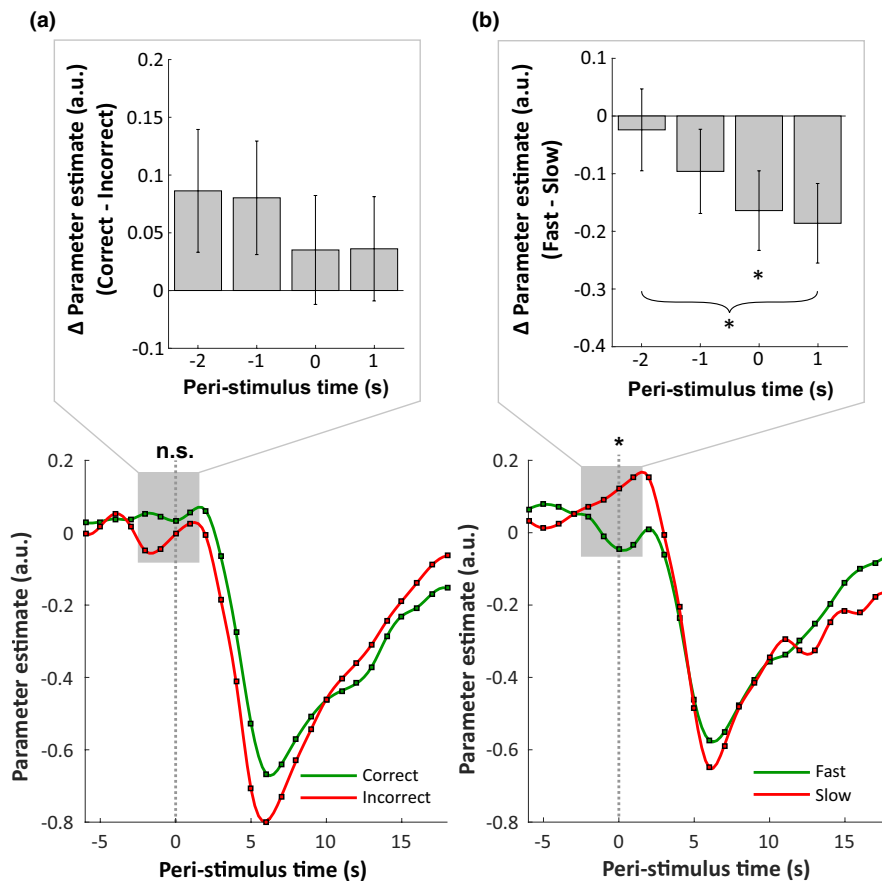 (a)
Δ Parameter estimate (a.u.)
(Correct - Incorrect)
0.2
0.15
0.1
0.05
0
-0.1
-2
-1
0
1
Peri-stimulus time (s)
n.s.
Parameter estimate (a.u.)
0.2
0
-0.2
-0.4
-0.6
-0.8
Correct
Incorrect
-5
0
5
10
15
Peri-stimulus time (s)
(b)
Δ Parameter estimate (a.u.)
(Fast - Slow)
0.1
0
-0.1
-0.2
-0.3
-0.4
*
*
-2
-1
0
1
Peri-stimulus time (s)
*
Parameter estimate (a.u.)
0.2
0
-0.2
-0.4
-0.6
-0.8
Fast
Slow
-5
0
5
10
15
Peri-stimulus time (s)